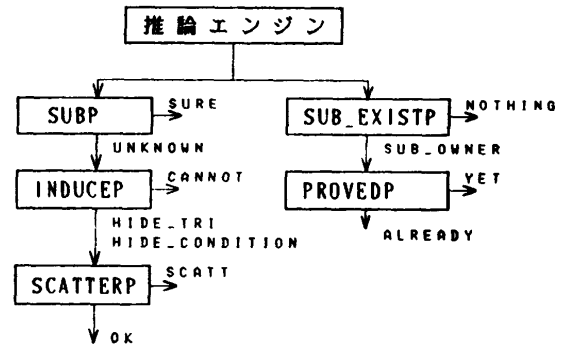 推論エンジン
SUBP
SURE
SUB_EXISTP
NOTHING
UNKNOWN
SUB_OWNER
INDUCEP
CANNOT
PROVEDP
YET
HIDE_TRI
HIDE_CONDITION
ALREADY
SCATTERP
SCATT
OK